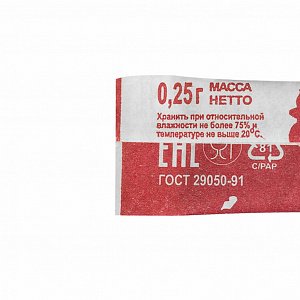 0,25г МАССА
НЕТТО
Хранить при относительной
влажности не более 75% и
температуре не выше 20°С.
EAC 81
C/PAP
ГОСТ 29050-91